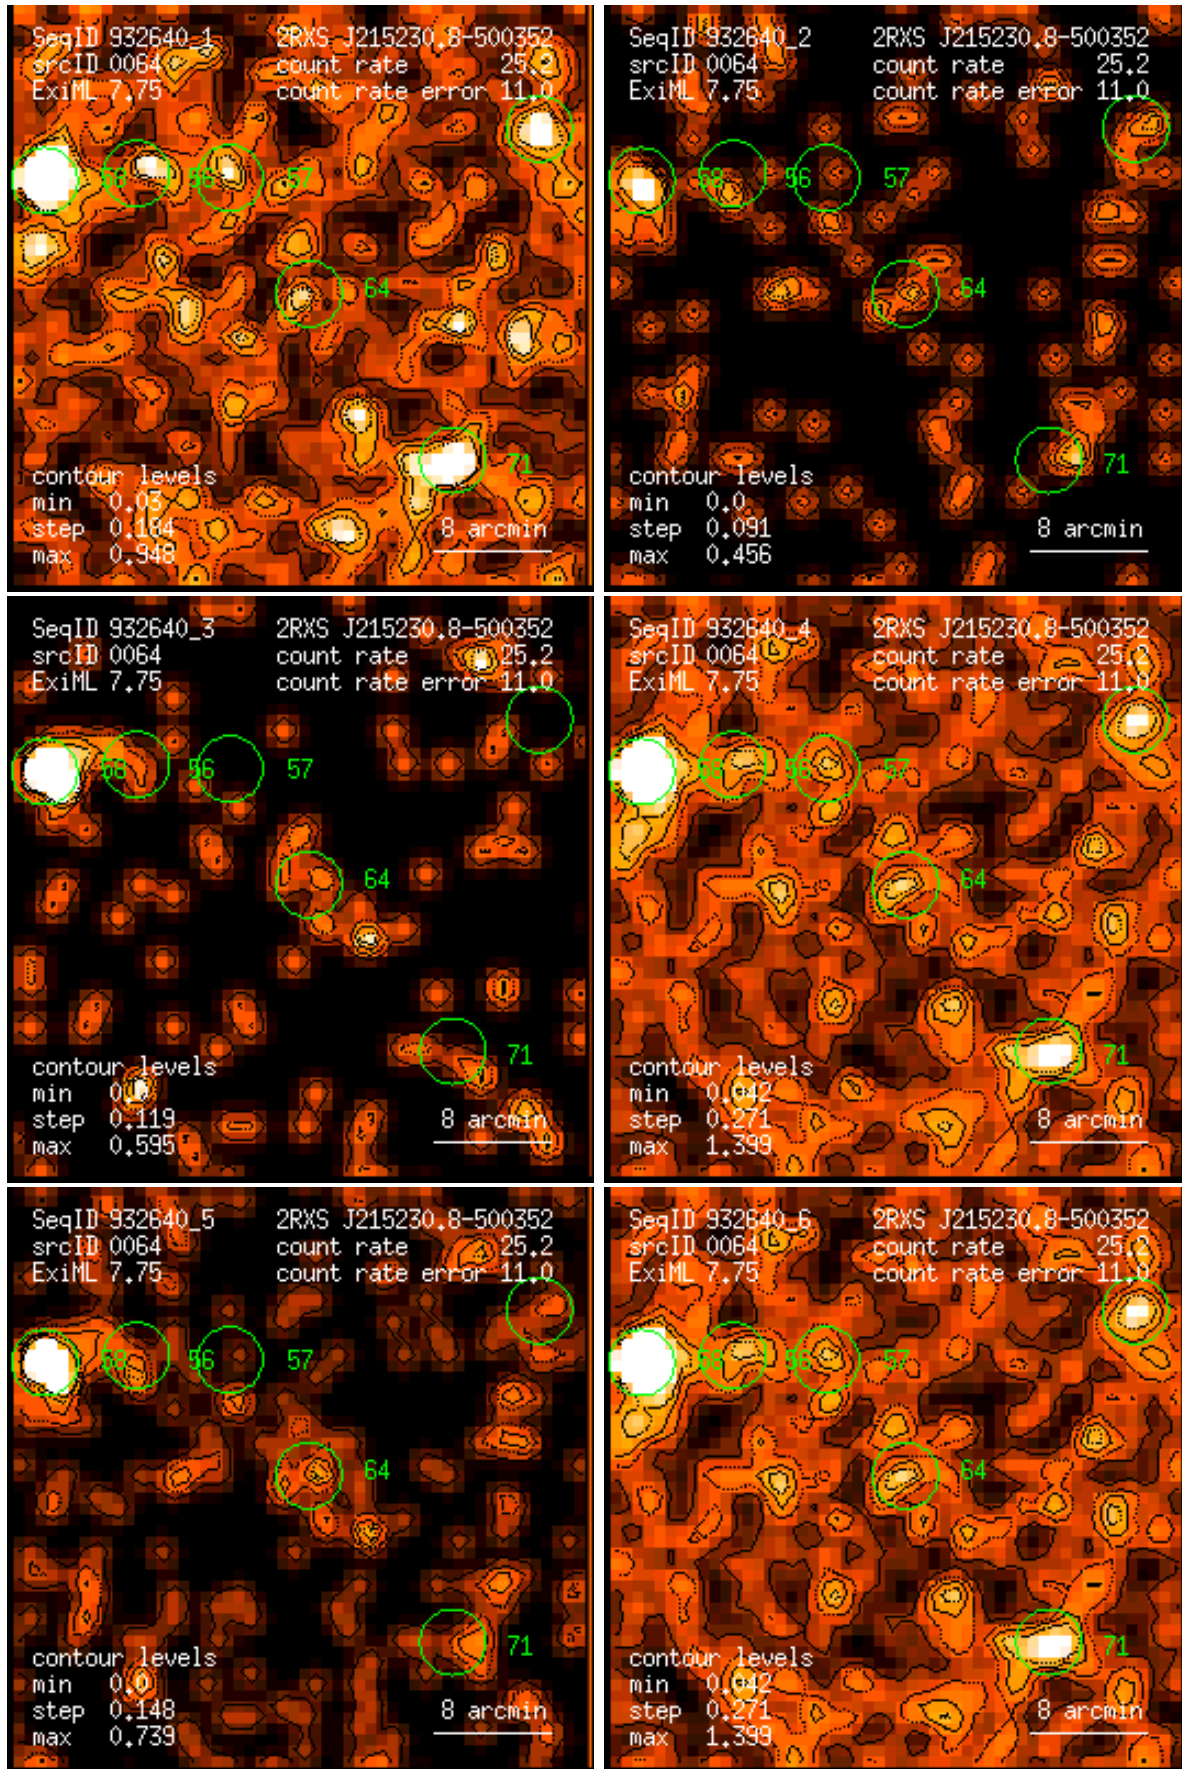 SeqID 932640_1 2RXS J215230.8-500352
srcID 0064 count rate 25.2
ExiML 7.75 count rate error 11.0
68 56 57
64
71
contour levels
min 0.03
step 0.184 8 arcmin
max 0.948
SeqID 932640_2 2RXS J215230.8-500352
srcID 0064 count rate 25.2
ExiML 7.75 count rate error 11.0
56 57
64
71
contour levels
min 0.0
step 0.091 8 arcmin
max 0.456
SeqID 932640_3 2RXS J215230.8-500352
srcID 0064 count rate 25.2
ExiML 7.75 count rate error 11.0
68 56 57
64
71
contour levels
min 0.0
step 0.119 8 arcmin
max 0.595
SeqID 932640_4 2RXS J215230.8-500352
srcID 0064 count rate 25.2
ExiML 7.75 count rate error 11.0
56 57
64
71
contour levels
min 0.042
step 0.271 8 arcmin
max 1.399
SeqID 932640_5 2RXS J215230.8-500352
srcID 0064 count rate 25.2
ExiML 7.75 count rate error 11.0
68 56 57
64
71
contour levels
min 0.0
step 0.148 8 arcmin
max 0.739
SeqID 932640_6 2RXS J215230.8-500352
srcID 0064 count rate 25.2
ExiML 7.75 count rate error 11.0
56 57
64
71
contour levels
min 0.042
step 0.271 8 arcmin
max 1.399